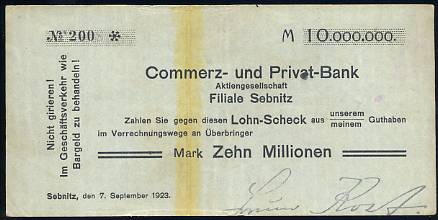 № 200 *
M 10.000.000.
Nicht girieren!
Im Geschäftsverkehr wie
Bargeld zu behandeln!
Commerz- und Privat-Bank
Aktiengesellschaft
Filiale Sebnitz
Zahlen Sie gegen diesen Lohn-Scheck aus unserem Guthaben
meinem
im Verrechnungswege an Überbringer
Mark Zehn Millionen
Sebnitz, den 7. September 1923.